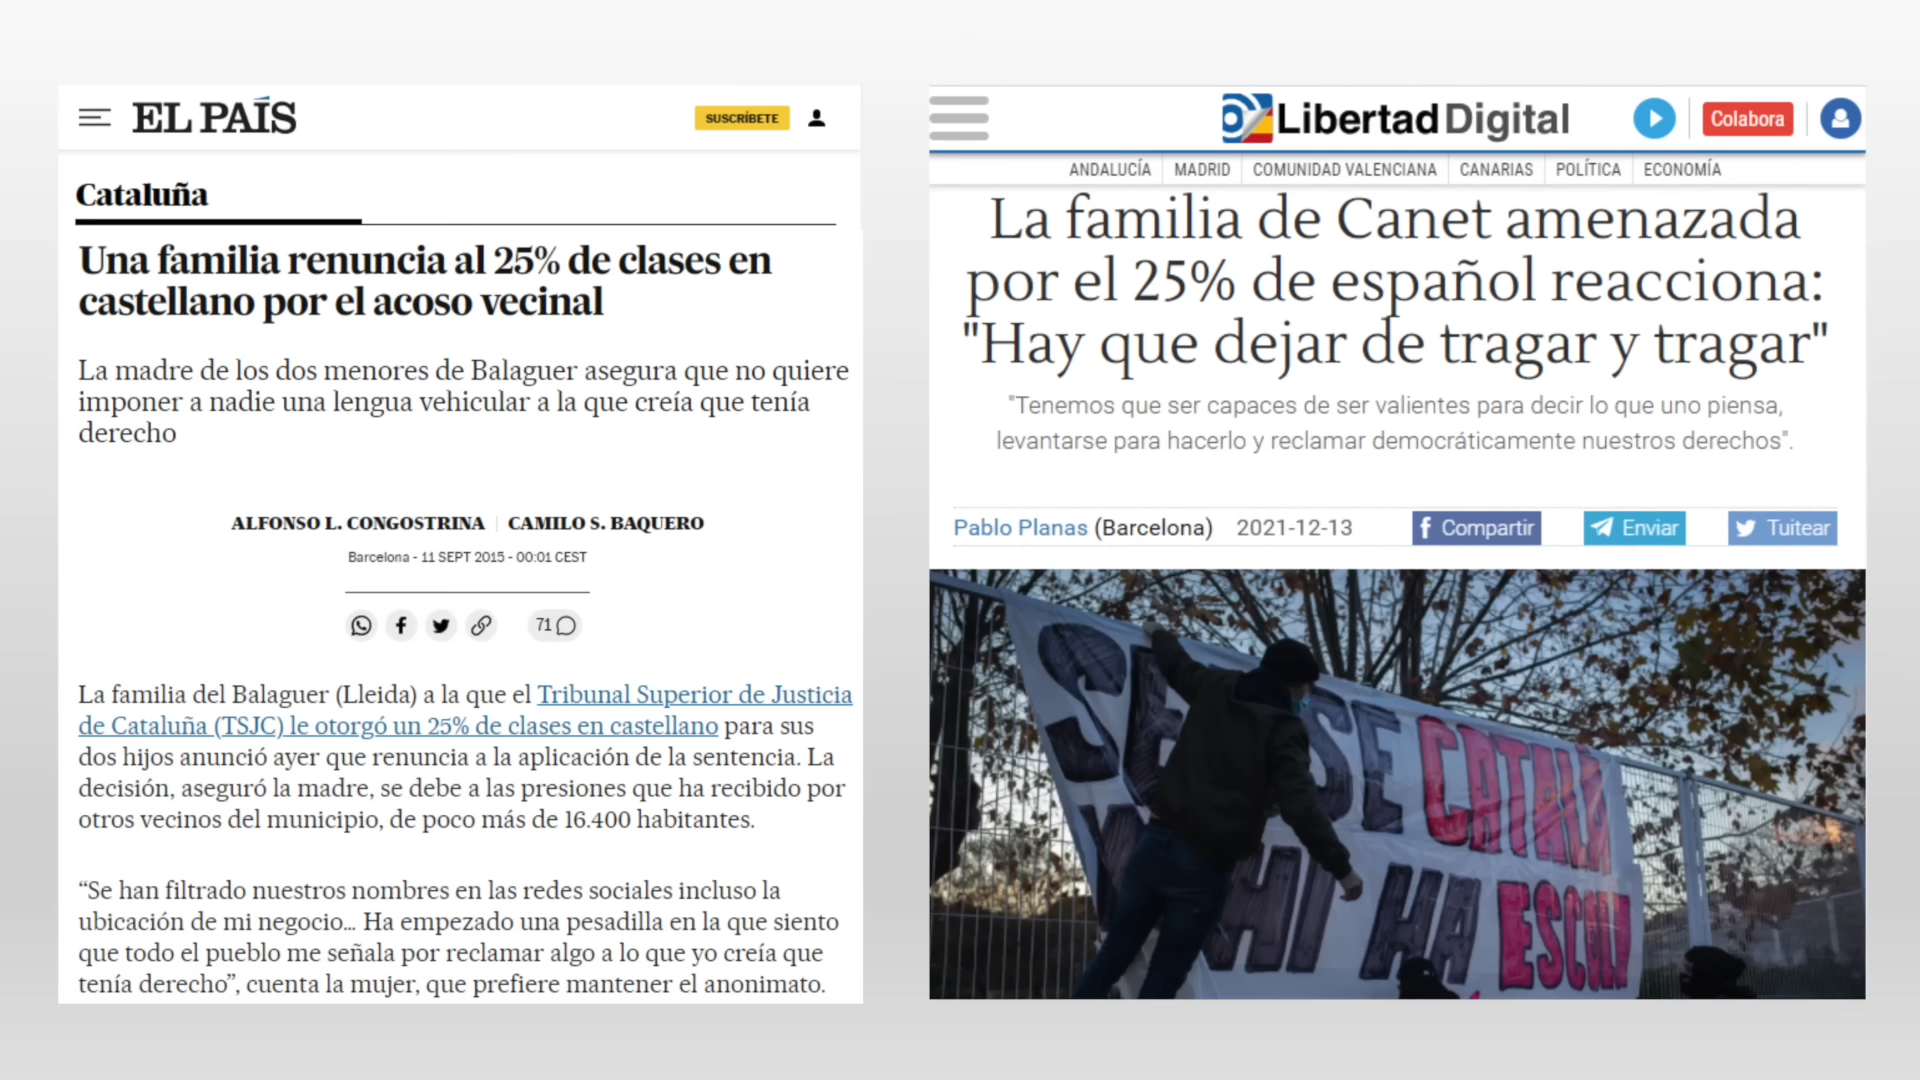 EL PAÍS
SUSCRÍBETE
Cataluña
Una familia renuncia al 25% de clases en
castellano por el acoso vecinal
La madre de los dos menores de Balaguer asegura que no quiere
imponer a nadie una lengua vehicular a la que creía que tenía
derecho
ALFONSO L. CONGOSTRINA | CAMILO S. BAQUERO
Barcelona - 11 SEPT 2015 - 00:01 CEST
71
La familia del Balaguer (Lleida) a la que el Tribunal Superior de Justicia
de Cataluña (TSJC) le otorgó un 25% de clases en castellano para sus
dos hijos anunció ayer que renuncia a la aplicación de la sentencia. La
decisión, aseguró la madre, se debe a las presiones que ha recibido por
otros vecinos del municipio, de poco más de 16.400 habitantes.
“Se han filtrado nuestros nombres en las redes sociales incluso la
ubicación de mi negocio... Ha empezado una pesadilla en la que siento
que todo el pueblo me señala por reclamar algo a lo que yo creía que
tenía derecho”, cuenta la mujer, que prefiere mantener el anonimato.
Libertad Digital
Colabora
ANDALUCÍA MADRID COMUNIDAD VALENCIANA CANARIAS POLÍTICA ECONOMÍA
La familia de Canet amenazada
por el 25% de español reacciona:
"Hay que dejar de tragar y tragar"
"Tenemos que ser capaces de ser valientes para decir lo que uno piensa,
levantarse para hacerlo y reclamar democráticamente nuestros derechos".
Pablo Planas (Barcelona) 2021-12-13 Compartir Enviar Tuitear
CATALÀ
HI HA